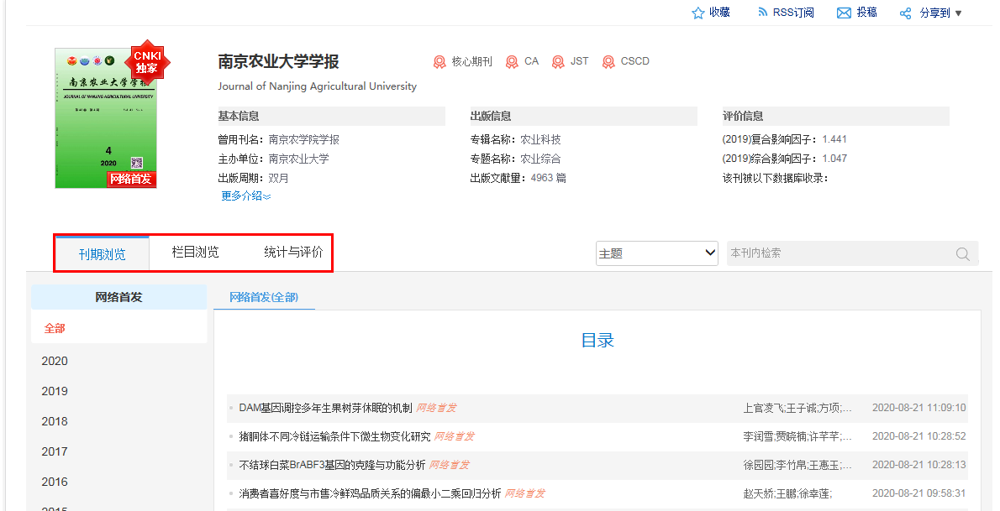 收藏 RSS订阅 投稿 分享到▼
CNKI
独家
南京农业大学学报
JOURNAL OF NANJING AGRICULTURAL UNIVERSITY
4
2020
网络首发
南京农业大学学报 核心期刊 CA JST CSCD
Journal of Nanjing Agricultural University
基本信息 出版信息 评价信息
曾用刊名：南京农学院学报 专辑名称：农业科技 (2019)复合影响因子：1.441
主办单位：南京农业大学 专题名称：农业综合 (2019)综合影响因子：1.047
出版周期：双月 出版文献量：4963 篇 该刊被以下数据库收录：
更多介绍
刊期浏览 栏目浏览 统计与评价 主题 本刊内检索
网络首发 网络首发(全部)
全部
目录
2020
2019
2018
2017
2016
2015
DAM基因调控多年生果树芽休眠的机制 网络首发 上官凌飞;王子诚;方项;... 2020-08-21 11:09:10
猪胴体不同冷链运输条件下微生物变化研究 网络首发 李润雪;贾晓楠;许芊芊;... 2020-08-21 10:28:52
不结球白菜BrABF3基因的克隆与功能分析 网络首发 徐园园;李竹帛;王惠玉;... 2020-08-21 10:28:13
消费者喜好度与市售冷鲜鸡品质关系的偏最小二乘回归分析 网络首发 赵天娇;王鹏;徐幸莲; 2020-08-21 09:58:31